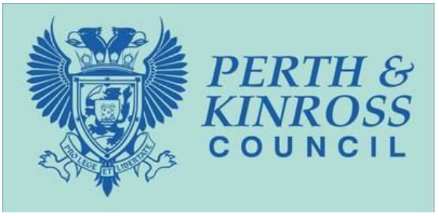 PERTH &
KINROSS
COUNCIL
PRO LEGE ET LIBERTATE